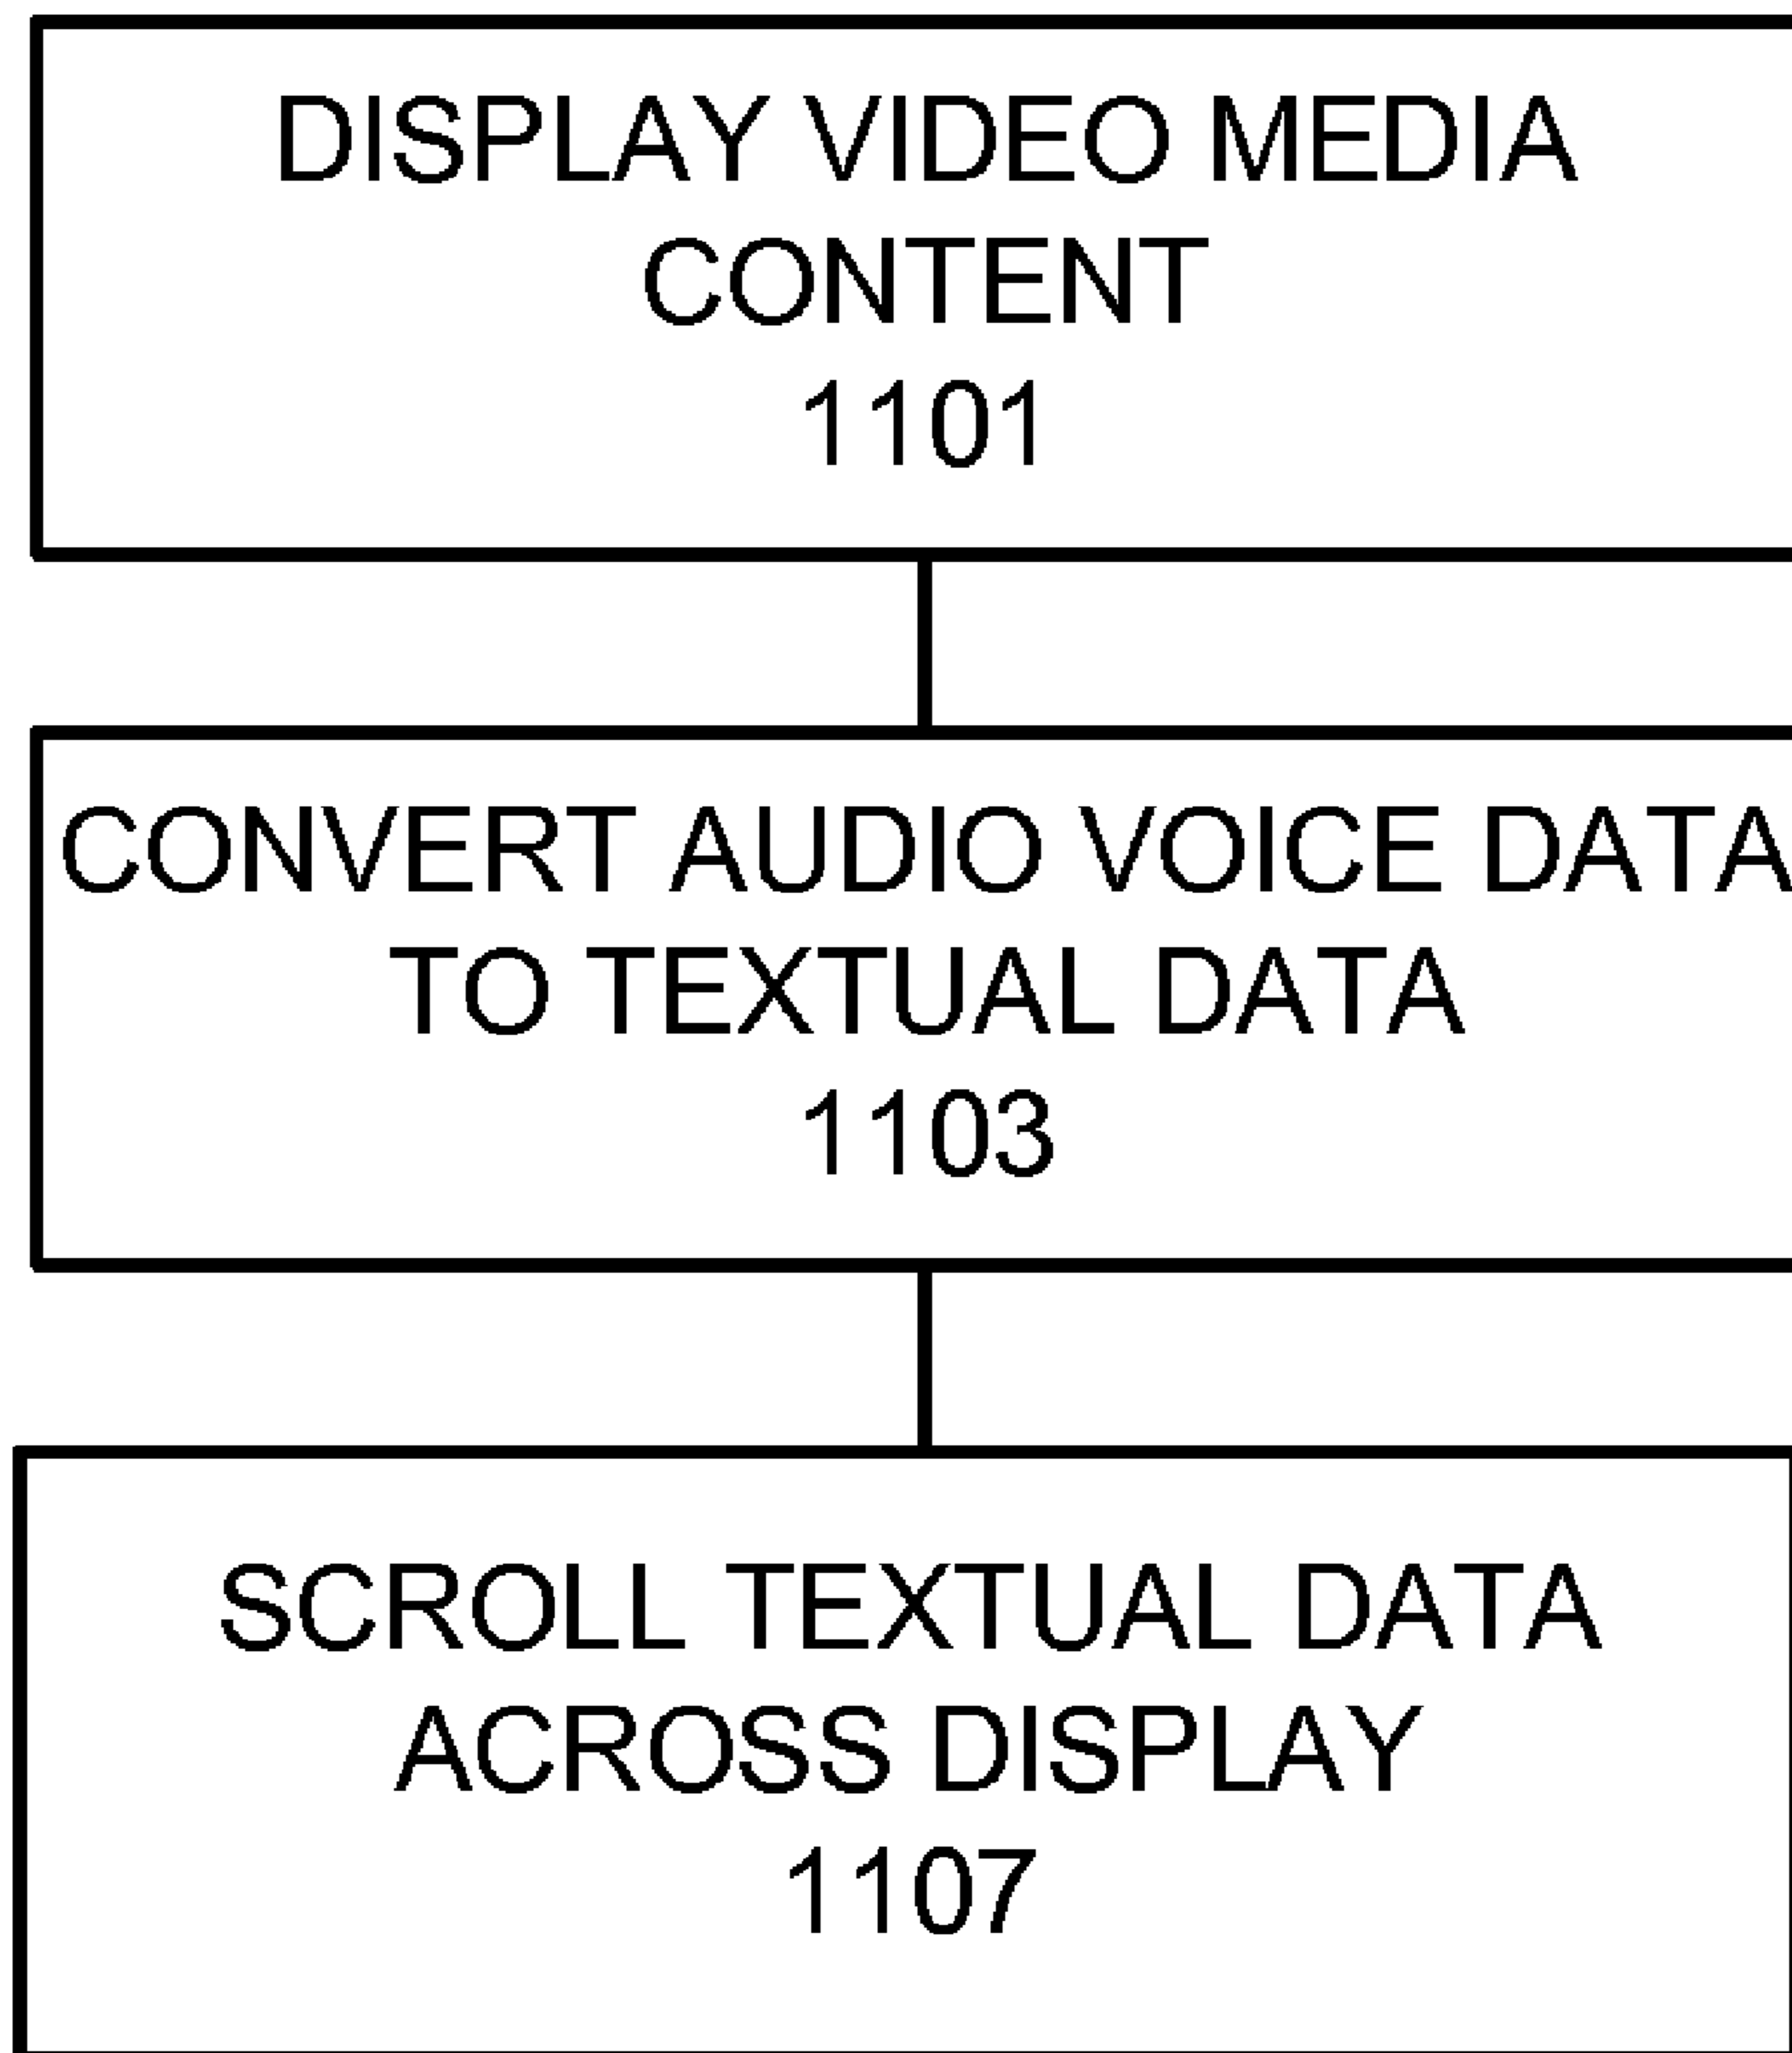 DISPLAY VIDEO MEDIA
CONTENT
1101
CONVERT AUDIO VOICE DATA
TO TEXTUAL DATA
1103
SCROLL TEXTUAL DATA
ACROSS DISPLAY
1107